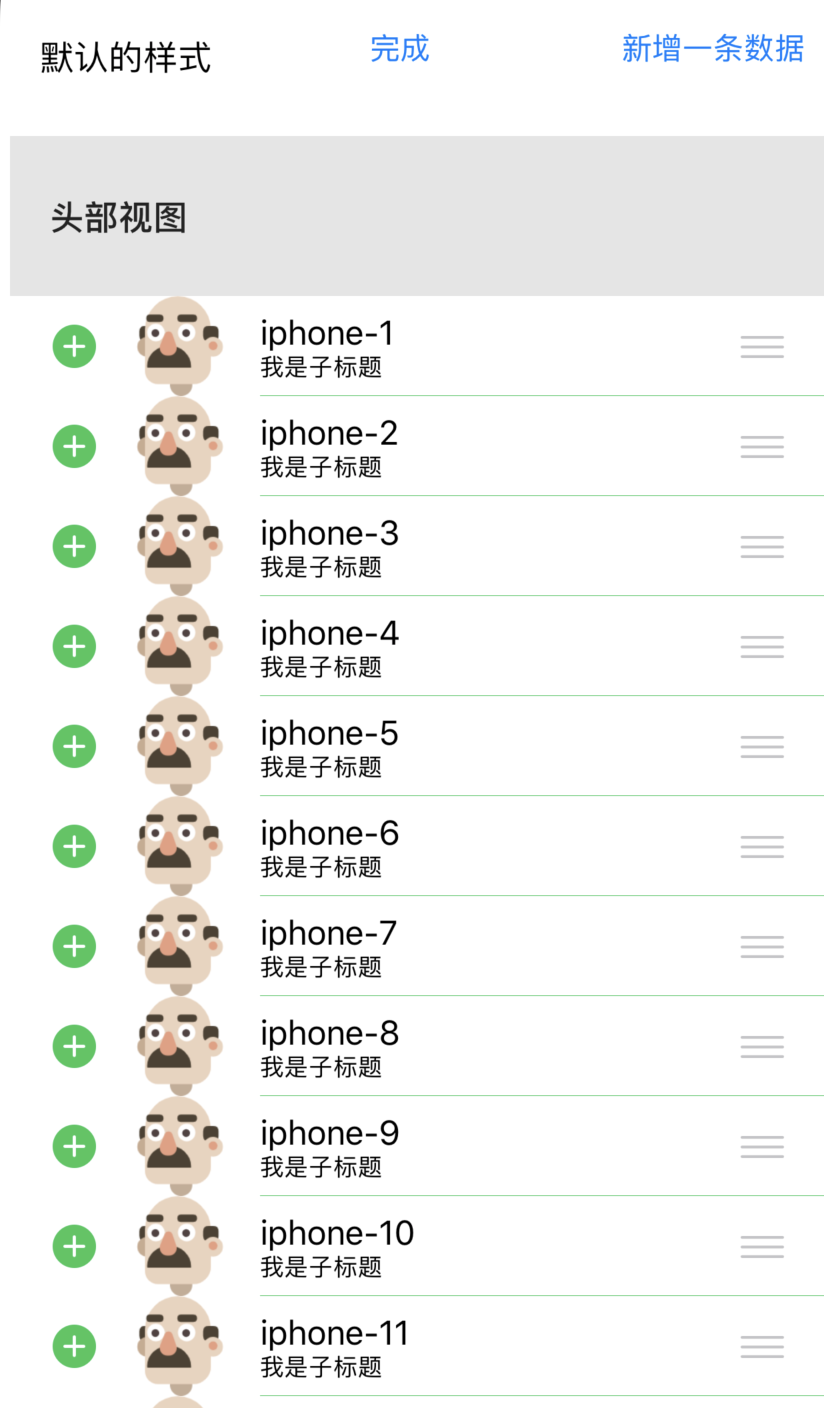 默认的样式 完成 新增一条数据
头部视图
iphone-1
我是子标题
iphone-2
我是子标题
iphone-3
我是子标题
iphone-4
我是子标题
iphone-5
我是子标题
iphone-6
我是子标题
iphone-7
我是子标题
iphone-8
我是子标题
iphone-9
我是子标题
iphone-10
我是子标题
iphone-11
我是子标题